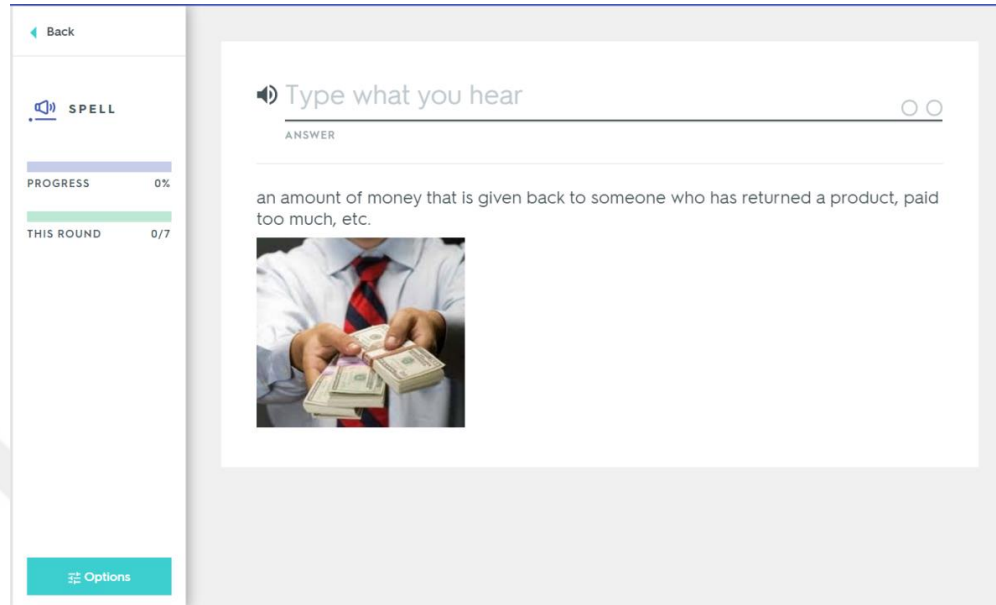 Back
SPELL
PROGRESS 0%
THIS ROUND 0/7
Options
Type what you hear
ANSWER
an amount of money that is given back to someone who has returned a product, paid
too much, etc.